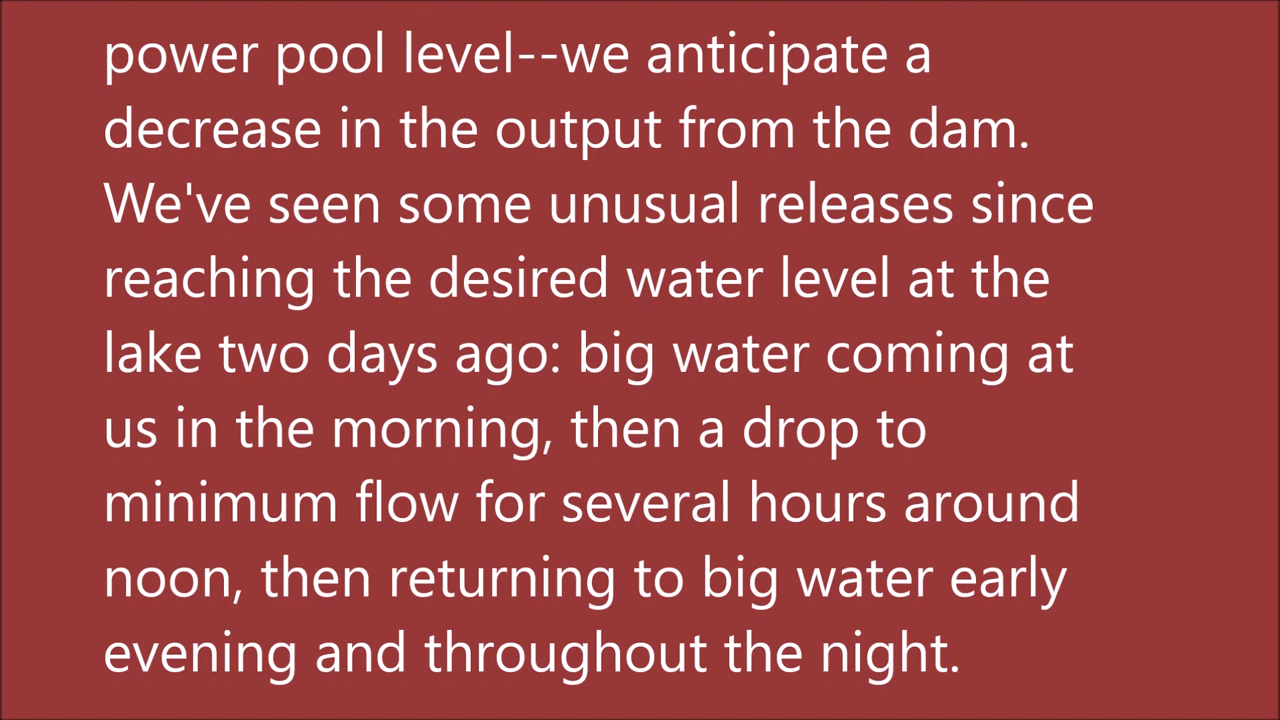 power pool level--we anticipate a
decrease in the output from the dam.
We've seen some unusual releases since
reaching the desired water level at the
lake two days ago: big water coming at
us in the morning, then a drop to
minimum flow for several hours around
noon, then returning to big water early
evening and throughout the night.